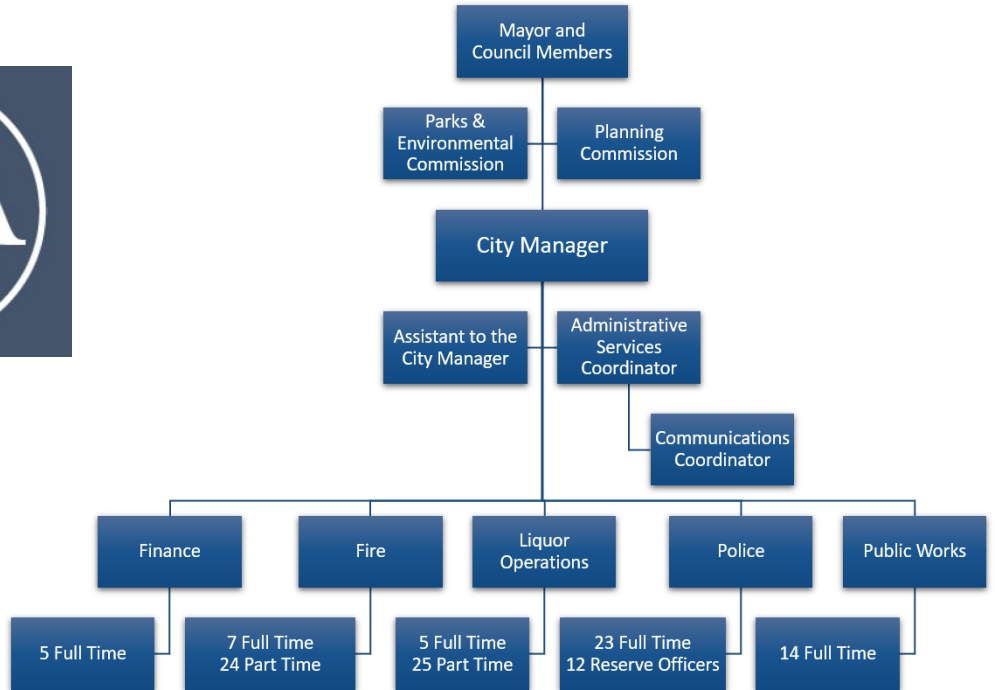 Mayor and
Council Members
Parks &
Environmental
Commission
Planning
Commission
City Manager
Assistant to the
City Manager
Administrative
Services
Coordinator
Communications
Coordinator
Finance
Fire
Liquor
Operations
Police
Public Works
5 Full Time
7 Full Time
24 Part Time
5 Full Time
25 Part Time
23 Full Time
12 Reserve Officers
14 Full Time